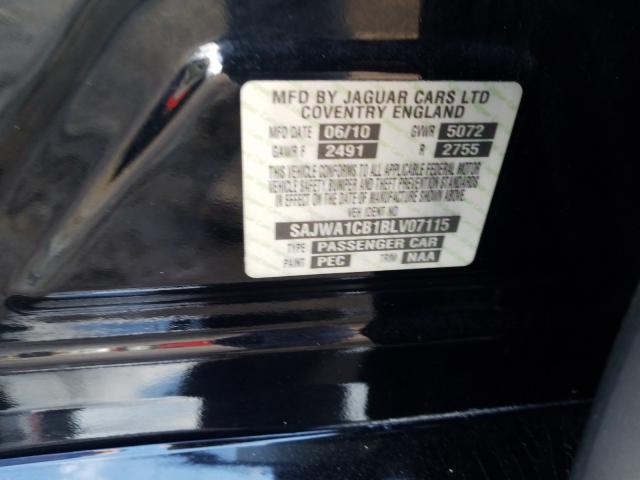 MFD BY JAGUAR CARS LTD
COVENTRY ENGLAND
MFD DATE 06/10 GVWR 5072
GAWR F 2491 R 2755
THIS VEHICLE CONFORMS TO ALL APPLICABLE FEDERAL MOTOR
VEHICLE SAFETY, BUMPER AND THEFT PREVENTION STANDARDS
IN EFFECT ON THE DATE OF MANUFACTURE SHOWN ABOVE
VEH IDENT
SAJWA1CB1BLV07115
TYPE PASSENGER CAR
PAINT PEC TRIM NAA